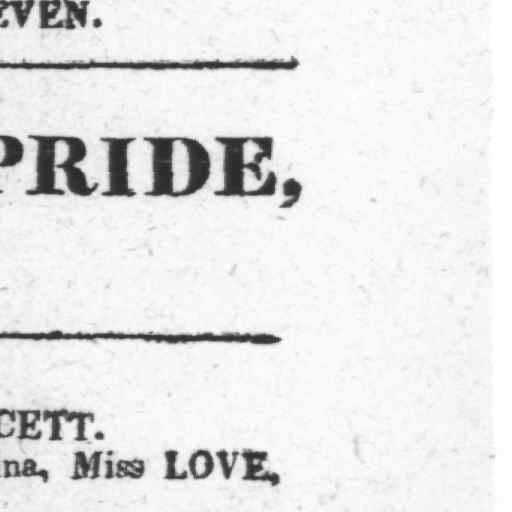 EVEN.
PRIDE,
CETT.
na, Miss LOVE,